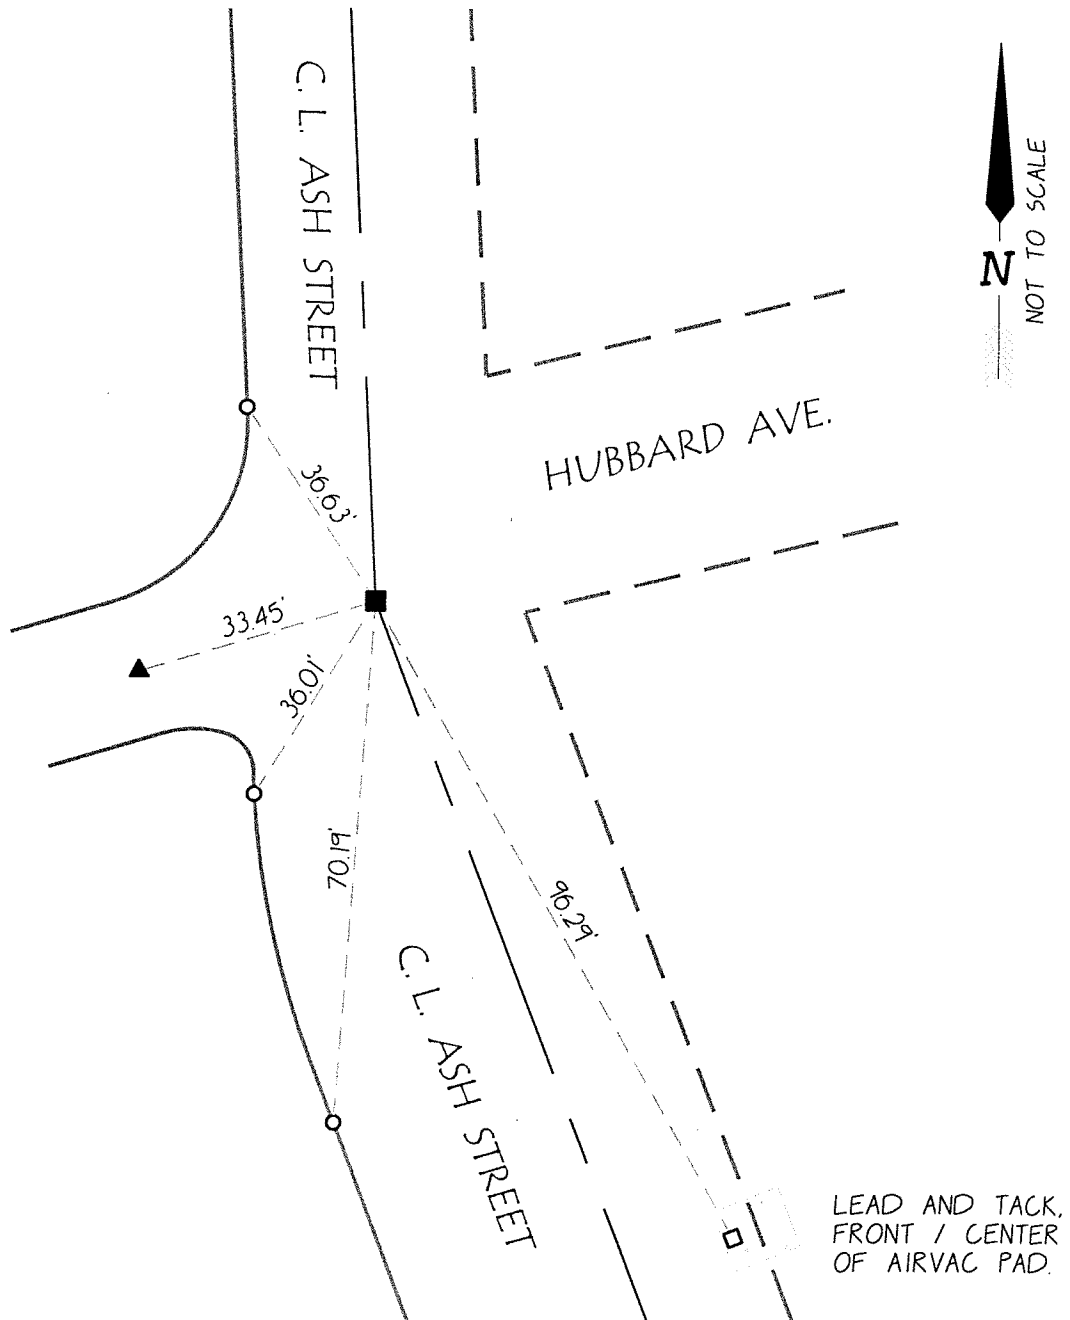 C. L. ASH STREET
NOT TO SCALE
N
HUBBARD AVE.
36.63'
33.45'
36.01'
70.19'
96.29'
C. L. ASH STREET
LEAD AND TACK,
FRONT / CENTER
OF AIRVAC PAD.